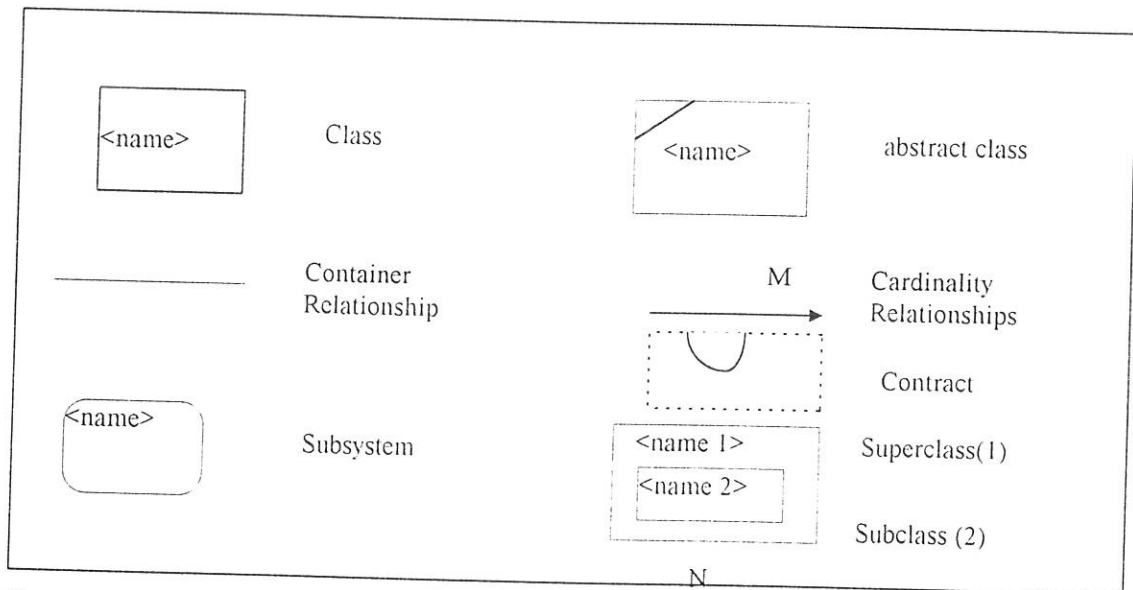 <name>
Class
<name>
abstract class
Container
Relationship
M
Cardinality
Relationships
Contract
<name>
Subsystem
<name 1>
Superclass(1)
<name 2>
Subclass (2)
N